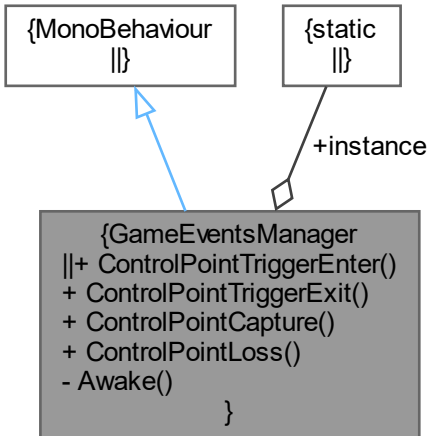 {MonoBehaviour
||}
{static
||}
+instance
{GameEventsManager
||+ ControlPointTriggerEnter()
+ ControlPointTriggerExit()
+ ControlPointCapture()
+ ControlPointLoss()
- Awake()
}